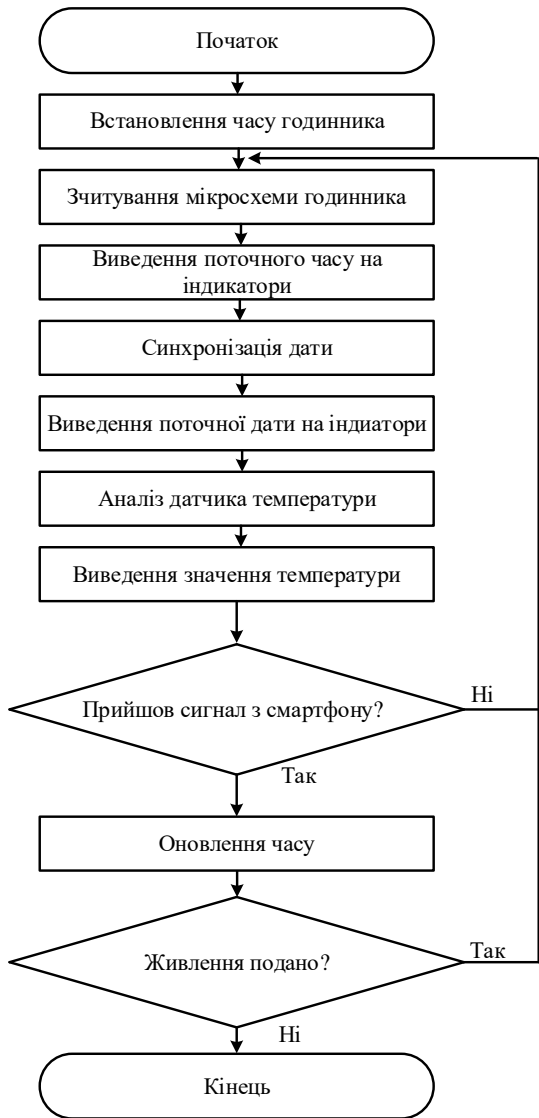 Початок
Встановлення часу годинника
Зчитування мікросхеми годинника
Виведення поточного часу на
індикатори
Синхронізація дати
Виведення поточної дати на индиатори
Аналіз датчика температури
Виведення значення температури
Прийшов сигнал з смартфону?
Ні
Так
Оновлення часу
Живлення подано?
Так
Ні
Кінець